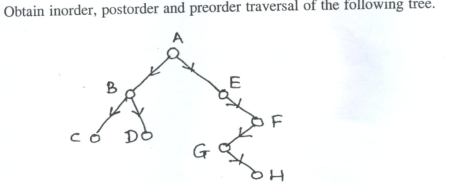 Obtain inorder, postorder and preorder traversal of the following tree.
A
B
E
C D
F
G
H